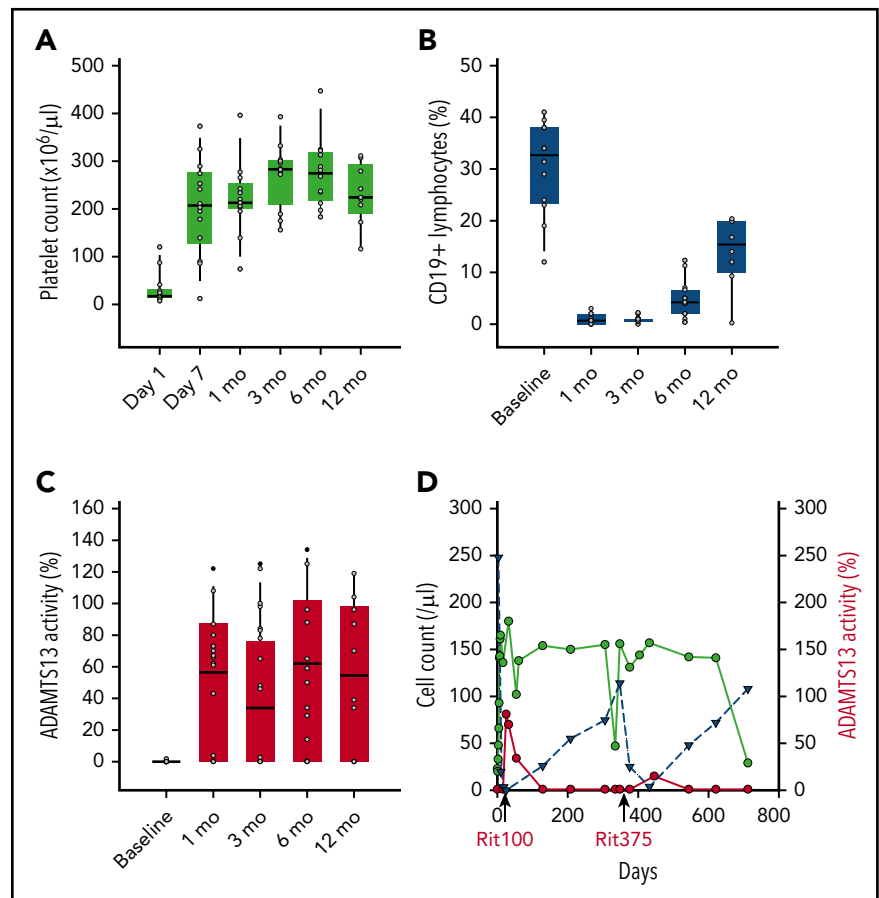 A
Platelet count (x10⁶/µl)
500
400
300
200
100
0
Day 1
Day 7
1 mo
3 mo
6 mo
12 mo
B
CD19+ lymphocytes (%)
50
40
30
20
10
0
Baseline
1 mo
3 mo
6 mo
12 mo
C
ADAMTS13 activity (%)
160
140
120
100
80
60
40
20
0
Baseline
1 mo
3 mo
6 mo
12 mo
D
Cell count (/µl)
300
250
200
150
100
50
0
300
250
200
150
100
50
0
ADAMTS13 activity (%)
0 200 400 600 800
Rit100 Rit375
Days